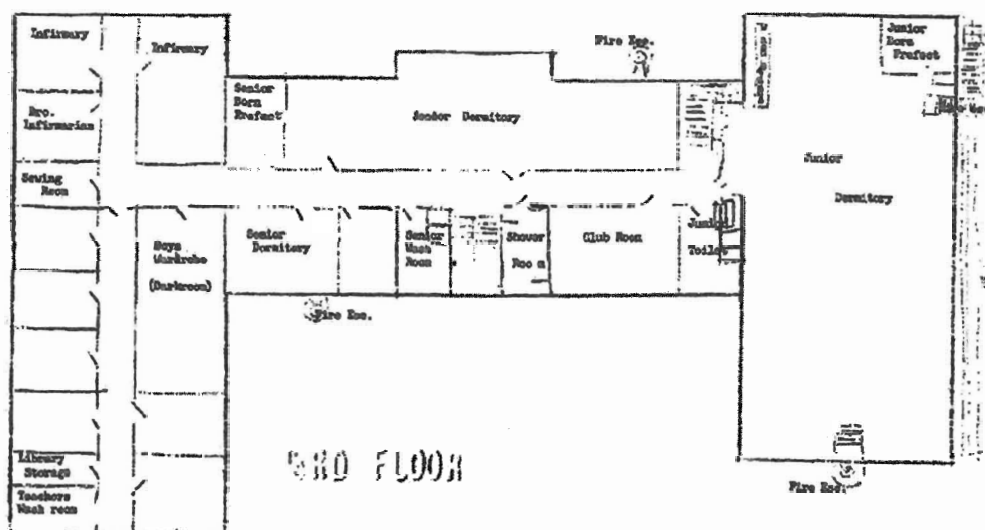 Infirmary
Infirmary
Fire Esc.
Junior
Dorm
Prefect
Senior
Dorm
Prefect
Dormitory
Bro.
Infirmarian
Junior
Dormitory
Sewing
Room
Senior
Dormitory
Senior
Wash
Room
Shower
Room
Club Room
Junior
Toilet
Boys
Wardrobe
(Darkroom)
Fire Esc.
3RD FLOOR
Library
Storage
Teachers
Wash room
Fire Esc.